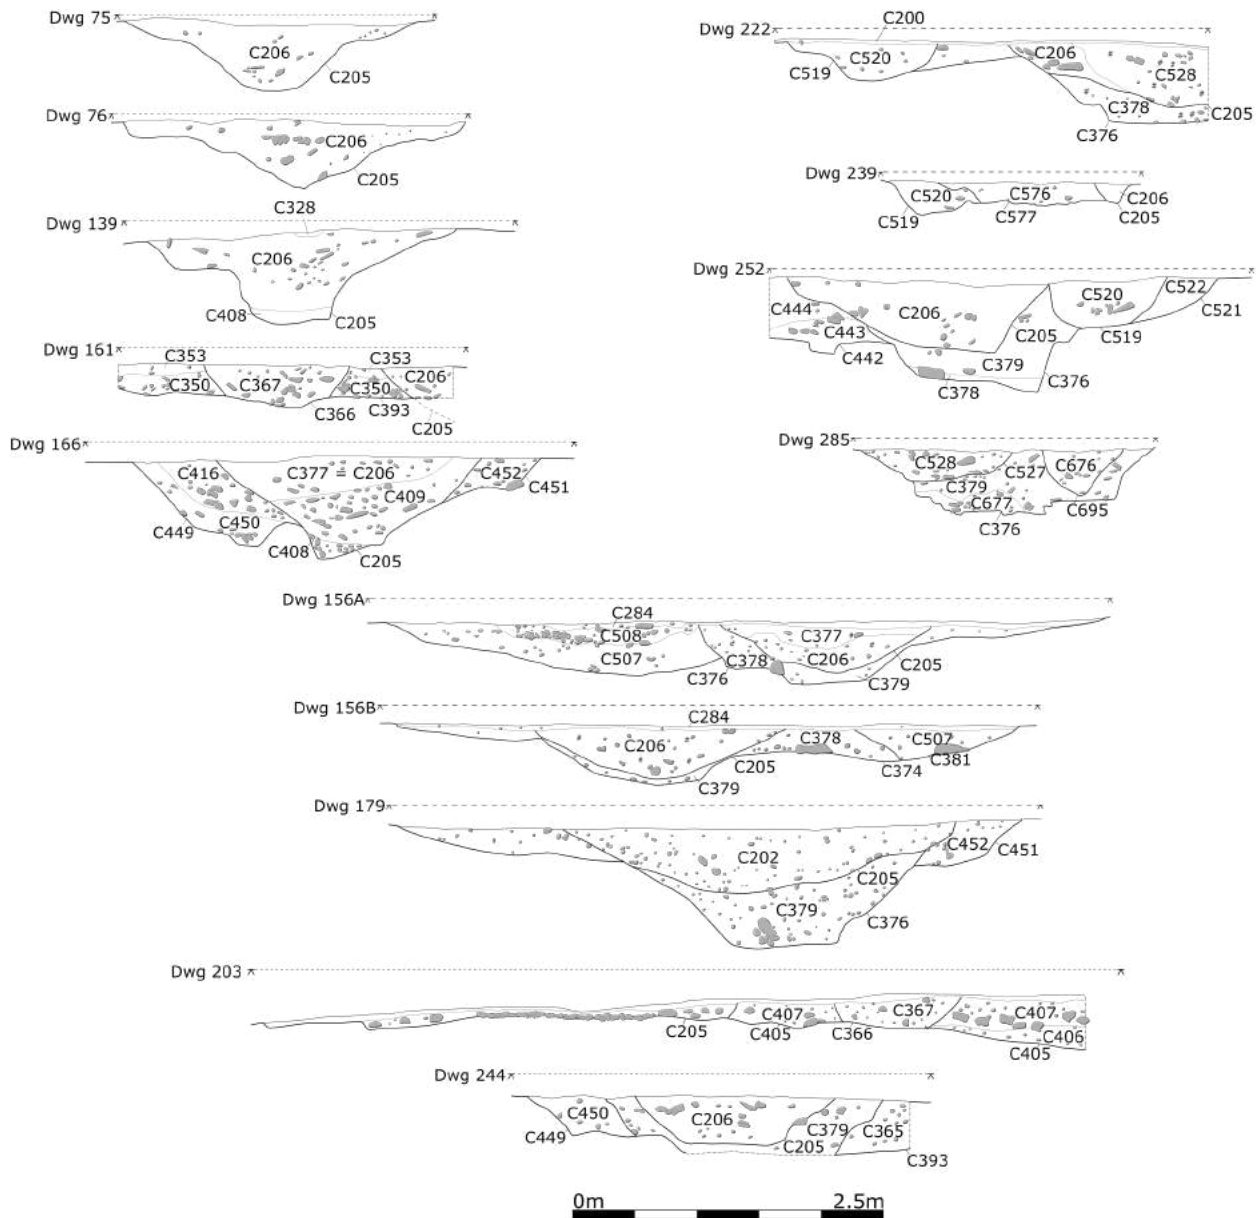 Dwg 75
C206
C205
Dwg 76
C206
C205
Dwg 139
C328
C206
C408
C205
Dwg 161
C353
C353
C350
C367
C350
C206
C366
C393
C205
Dwg 166
C416
C377 = C206
C452
C409
C451
C450
C449
C408
C205
Dwg 222
C200
C520
C206
C519
C528
C378
C205
C376
Dwg 239
C520
C576
C206
C519
C577
C205
Dwg 252
C444
C520
C522
C443
C206
C205
C521
C519
C442
C379
C378
C376
Dwg 285
C528
C527
C676
C379
C677
C695
C376
Dwg 156A
C284
C508
C377
C507
C378
C206
C205
C376
C379
Dwg 156B
C284
C206
C378
C507
C205
C374
C381
C379
Dwg 179
C202
C452
C451
C205
C379
C376
Dwg 203
C205
C407
C405
C366
C367
C407
C406
C405
Dwg 244
C450
C206
C379
C365
C449
C205
C393
0m 2.5m